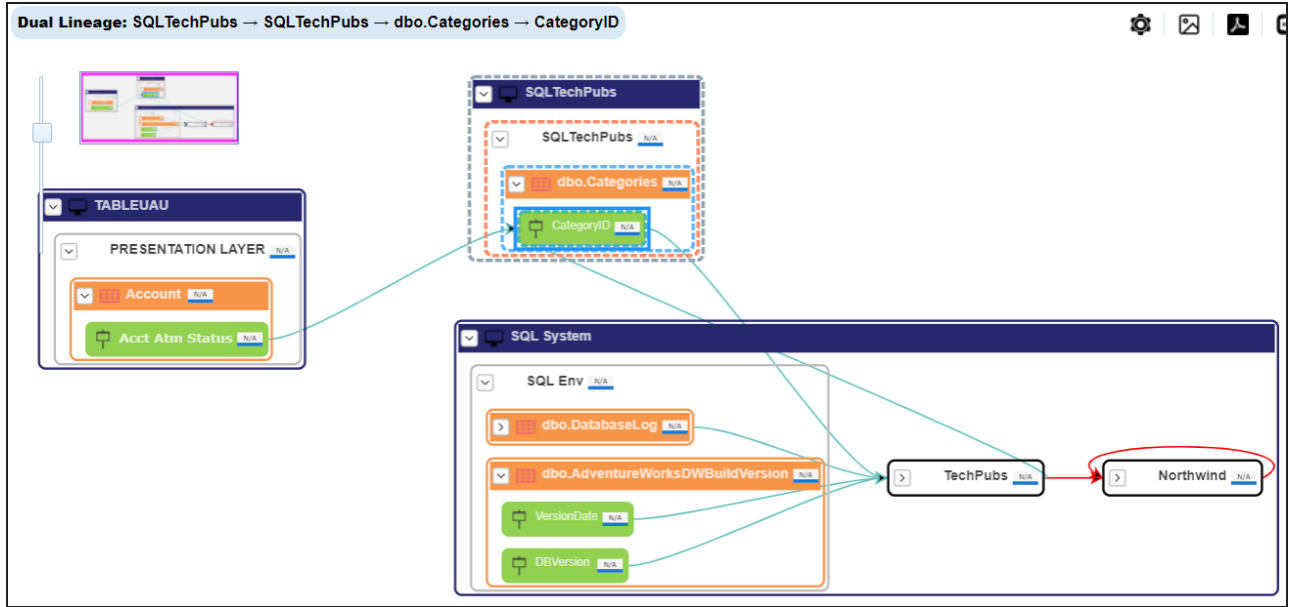 Dual Lineage: SQLTechPubs → SQLTechPubs → dbo.Categories → CategoryID
SQLTechPubs
SQLTechPubs N/A
dbo.Categories N/A
CategoryID N/A
TABLEUAU
PRESENTATION LAYER N/A
Account N/A
Acct Atm Status N/A
SQL System
SQL Env N/A
dbo.DatabaseLog N/A
dbo.AdventureWorksDWBuildVersion N/A
VersionDate N/A
DBVersion N/A
TechPubs N/A
Northwind N/A